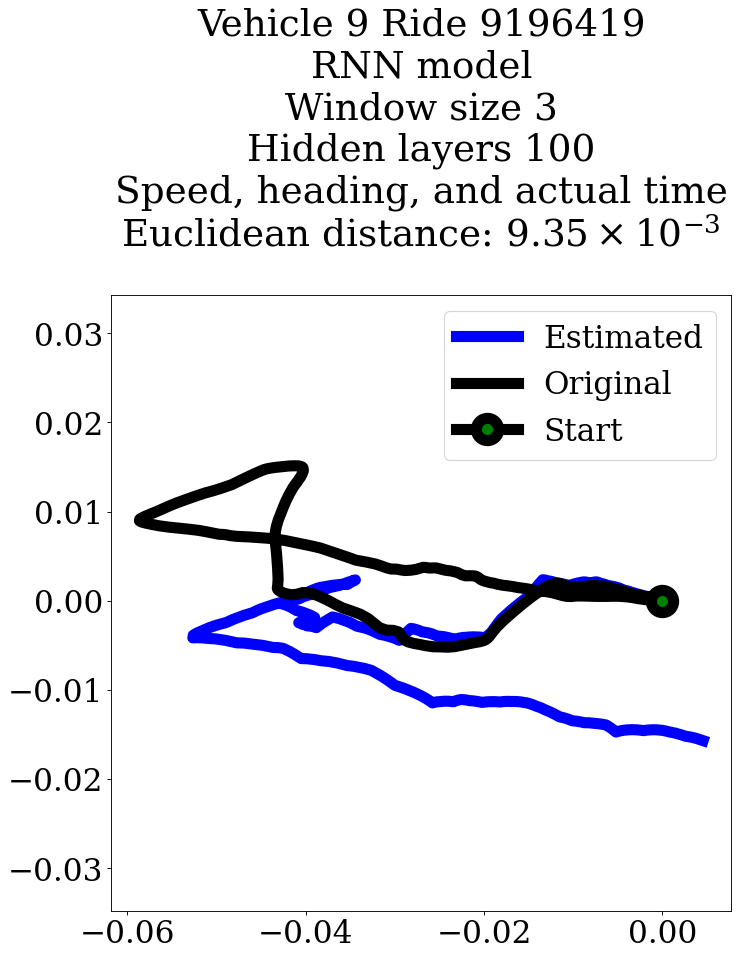 Vehicle 9 Ride 9196419
RNN model
Window size 3
Hidden layers 100
Speed, heading, and actual time
Euclidean distance: 9.35 × 10⁻³
Estimated
Original
Start
0.03
0.02
0.01
0.00
−0.01
−0.02
−0.03
−0.06 −0.04 −0.02 0.00